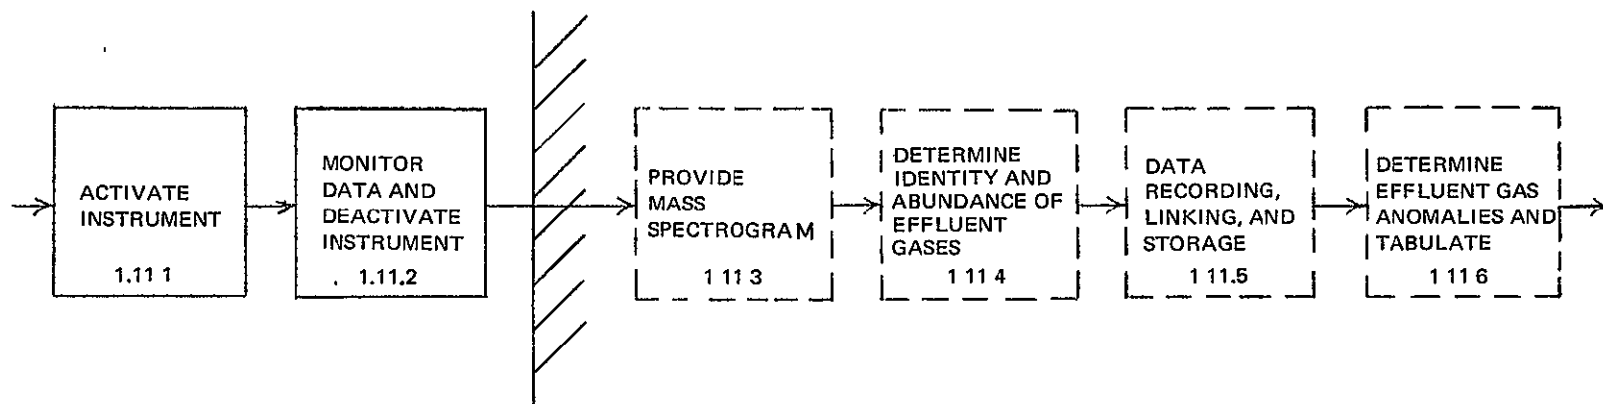 ACTIVATE
INSTRUMENT
1.11 1
MONITOR
DATA AND
DEACTIVATE
INSTRUMENT
1.11.2
PROVIDE
MASS
SPECTROGRAM
1 11 3
DETERMINE
IDENTITY AND
ABUNDANCE OF
EFFLUENT
GASES
1 11 4
DATA
RECORDING,
LINKING, AND
STORAGE
1 11.5
DETERMINE
EFFLUENT GAS
ANOMALIES AND
TABULATE
1 11 6